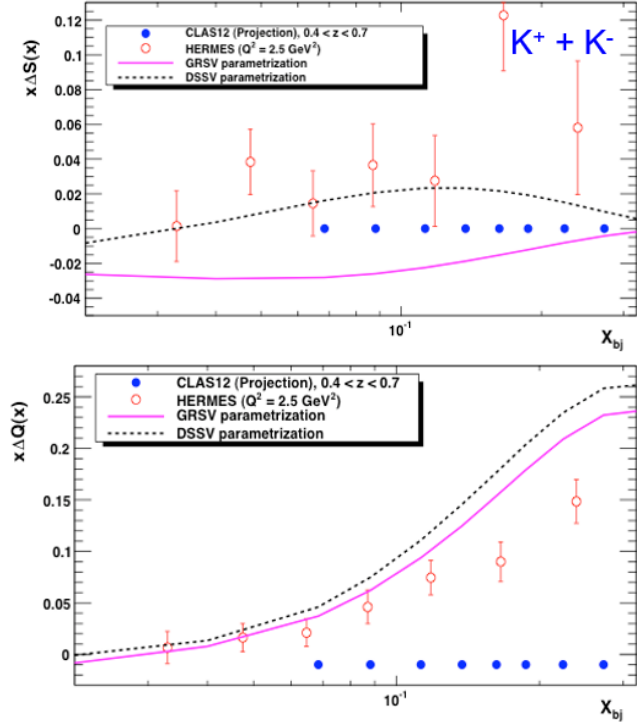 0.12
0.1
0.08
0.06
0.04
0.02
0
-0.02
-0.04
x ΔS(x)
CLAS12 (Projection), 0.4 < z < 0.7
HERMES (Q² = 2.5 GeV²)
GRSV parametrization
DSSV parametrization
K⁺ + K⁻
10⁻¹
X_bj
0.25
0.2
0.15
0.1
0.05
0
x ΔQ(x)
CLAS12 (Projection), 0.4 < z < 0.7
HERMES (Q² = 2.5 GeV²)
GRSV parametrization
DSSV parametrization
10⁻¹
X_bj